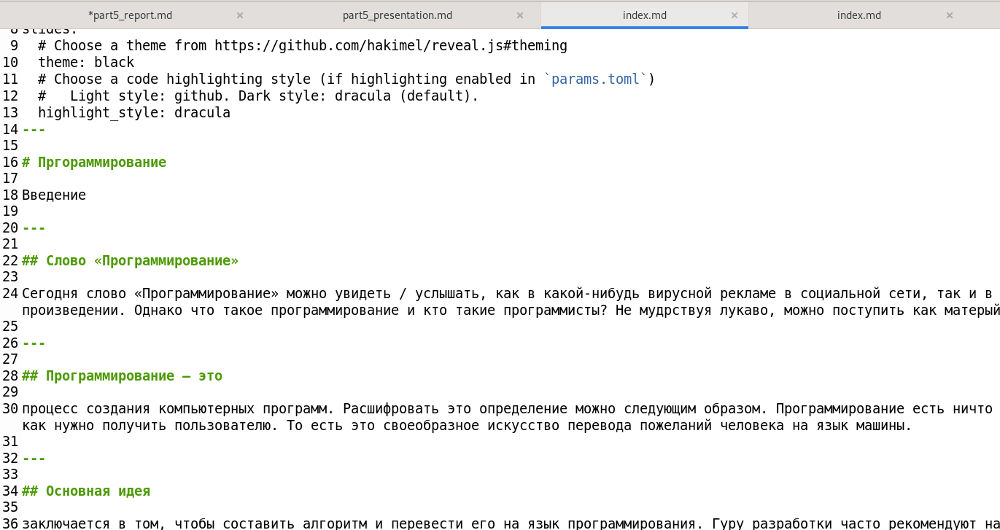 *part5_report.md × part5_presentation.md × index.md × index.md ×
8 slides:
9 # Choose a theme from https://github.com/hakimel/reveal.js#theming
10 theme: black
11 # Choose a code highlighting style (if highlighting enabled in `params.toml`)
12 #   Light style: github. Dark style: dracula (default).
13 highlight_style: dracula
14 ---
15
16 # Пргораммирование
17
18 Введение
19
20 ---
21
22 ## Слово «Программирование»
23
24 Сегодня слово «Программирование» можно увидеть / услышать, как в какой-нибудь вирусной рекламе в социальной сети, так и в
произведении. Однако что такое программирование и кто такие программисты? Не мудрствуя лукаво, можно поступить как матерый
25
26 ---
27
28 ## Программирование — это
29
30 процесс создания компьютерных программ. Расшифровать это определение можно следующим образом. Программирование есть ничто
как нужно получить пользователю. То есть это своеобразное искусство перевода пожеланий человека на язык машины.
31
32 ---
33
34 ## Основная идея
35
36 заключается в том, чтобы составить алгоритм и перевести его на язык программирования. Гуру разработки часто рекомендуют на